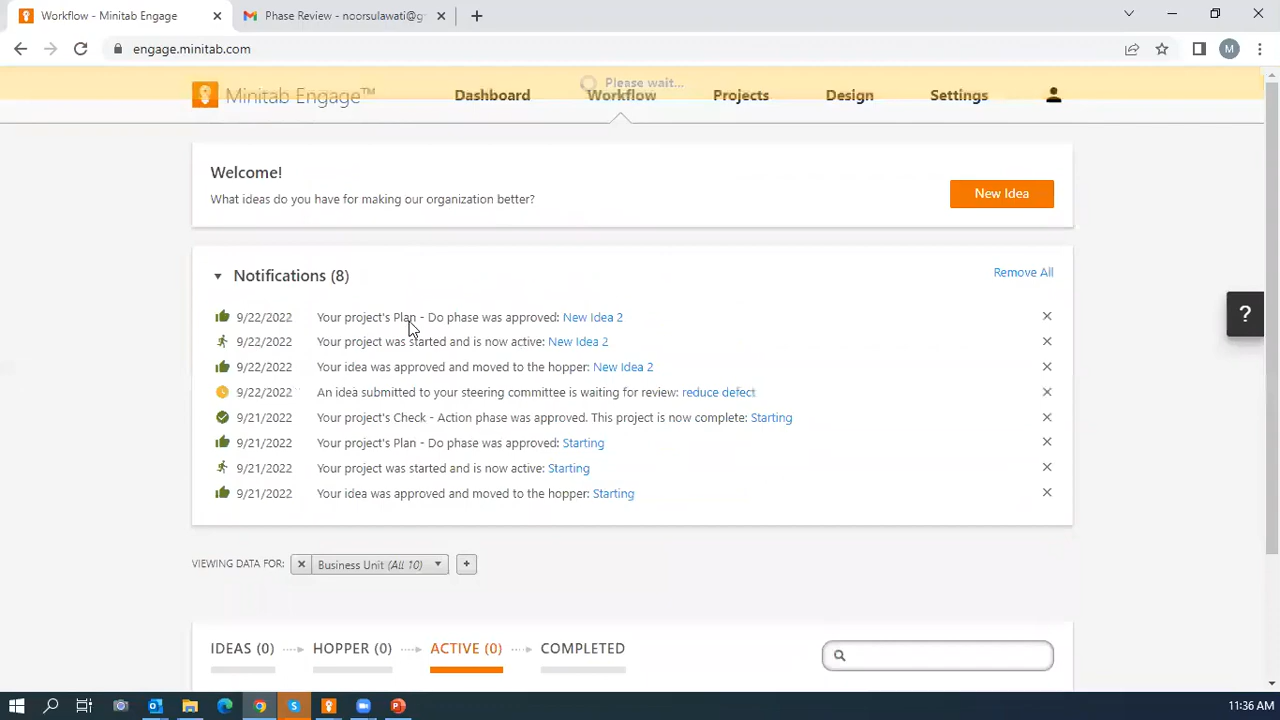 Workflow - Minitab Engage
Phase Review - noorsulawati@g
engage.minitab.com
M
Please wait...
Minitab Engage™ Dashboard Workflow Projects Design Settings
Welcome!
What ideas do you have for making our organization better?
New Idea
Notifications (8)
Remove All
9/22/2022 Your project's Plan - Do phase was approved: New Idea 2
9/22/2022 Your project was started and is now active: New Idea 2
9/22/2022 Your idea was approved and moved to the hopper: New Idea 2
9/22/2022 An idea submitted to your steering committee is waiting for review: reduce defect
9/21/2022 Your project's Check - Action phase was approved. This project is now complete: Starting
9/21/2022 Your project's Plan - Do phase was approved: Starting
9/21/2022 Your project was started and is now active: Starting
9/21/2022 Your idea was approved and moved to the hopper: Starting
?
VIEWING DATA FOR: Business Unit (All 10) +
IDEAS (0) HOPPER (0) ACTIVE (0) COMPLETED
11:36 AM